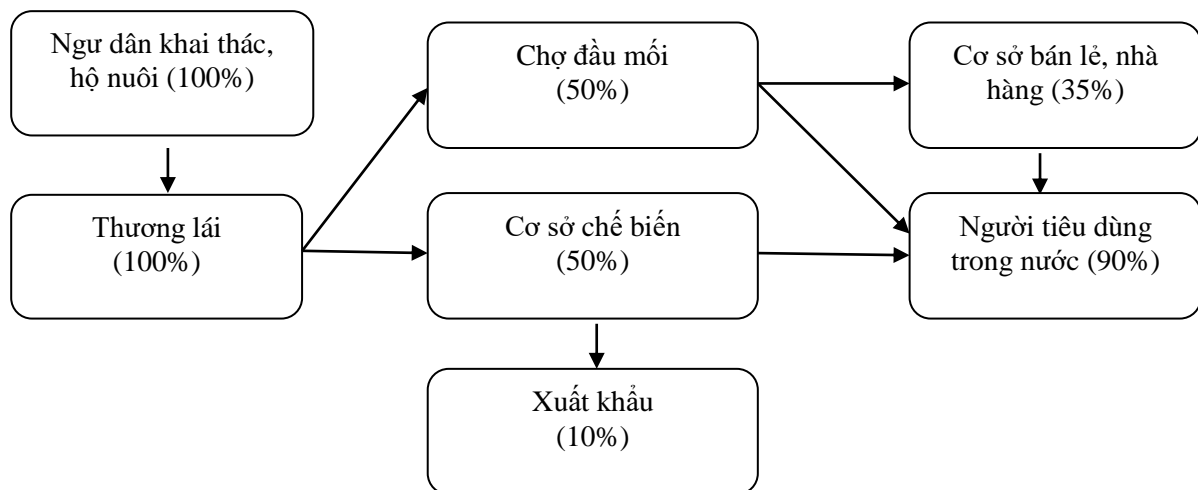 Ngư dân khai thác,
hộ nuôi (100%)
Chợ đầu mối
(50%)
Cơ sở bán lẻ, nhà
hàng (35%)
Thương lái
(100%)
Cơ sở chế biến
(50%)
Người tiêu dùng
trong nước (90%)
Xuất khẩu
(10%)